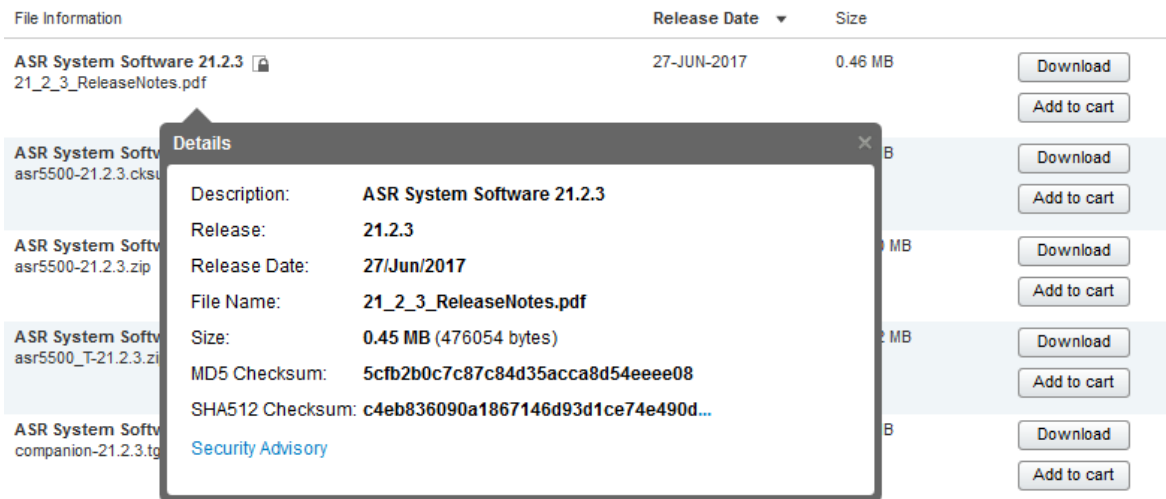 File Information Release Date Size
ASR System Software 21.2.3 27-JUN-2017 0.46 MB Download
21_2_3_ReleaseNotes.pdf
Add to cart
Details
ASR System Softw B Download
asr5500-21.2.3.cksu
Description: ASR System Software 21.2.3 Add to cart
Release: 21.2.3
ASR System Softw MB Download
asr5500-21.2.3.zip Release Date: 27/Jun/2017
File Name: 21_2_3_ReleaseNotes.pdf Add to cart
ASR System Softw Size: 0.45 MB (476054 bytes) MB Download
asr5500_T-21.2.3.zi
MD5 Checksum: 5cfb2b0c7c87c84d35acca8d54eeee08 Add to cart
SHA512 Checksum: c4eb836090a1867146d93d1ce74e490d...
ASR System Softw B Download
companion-21.2.3.tg Security Advisory
Add to cart